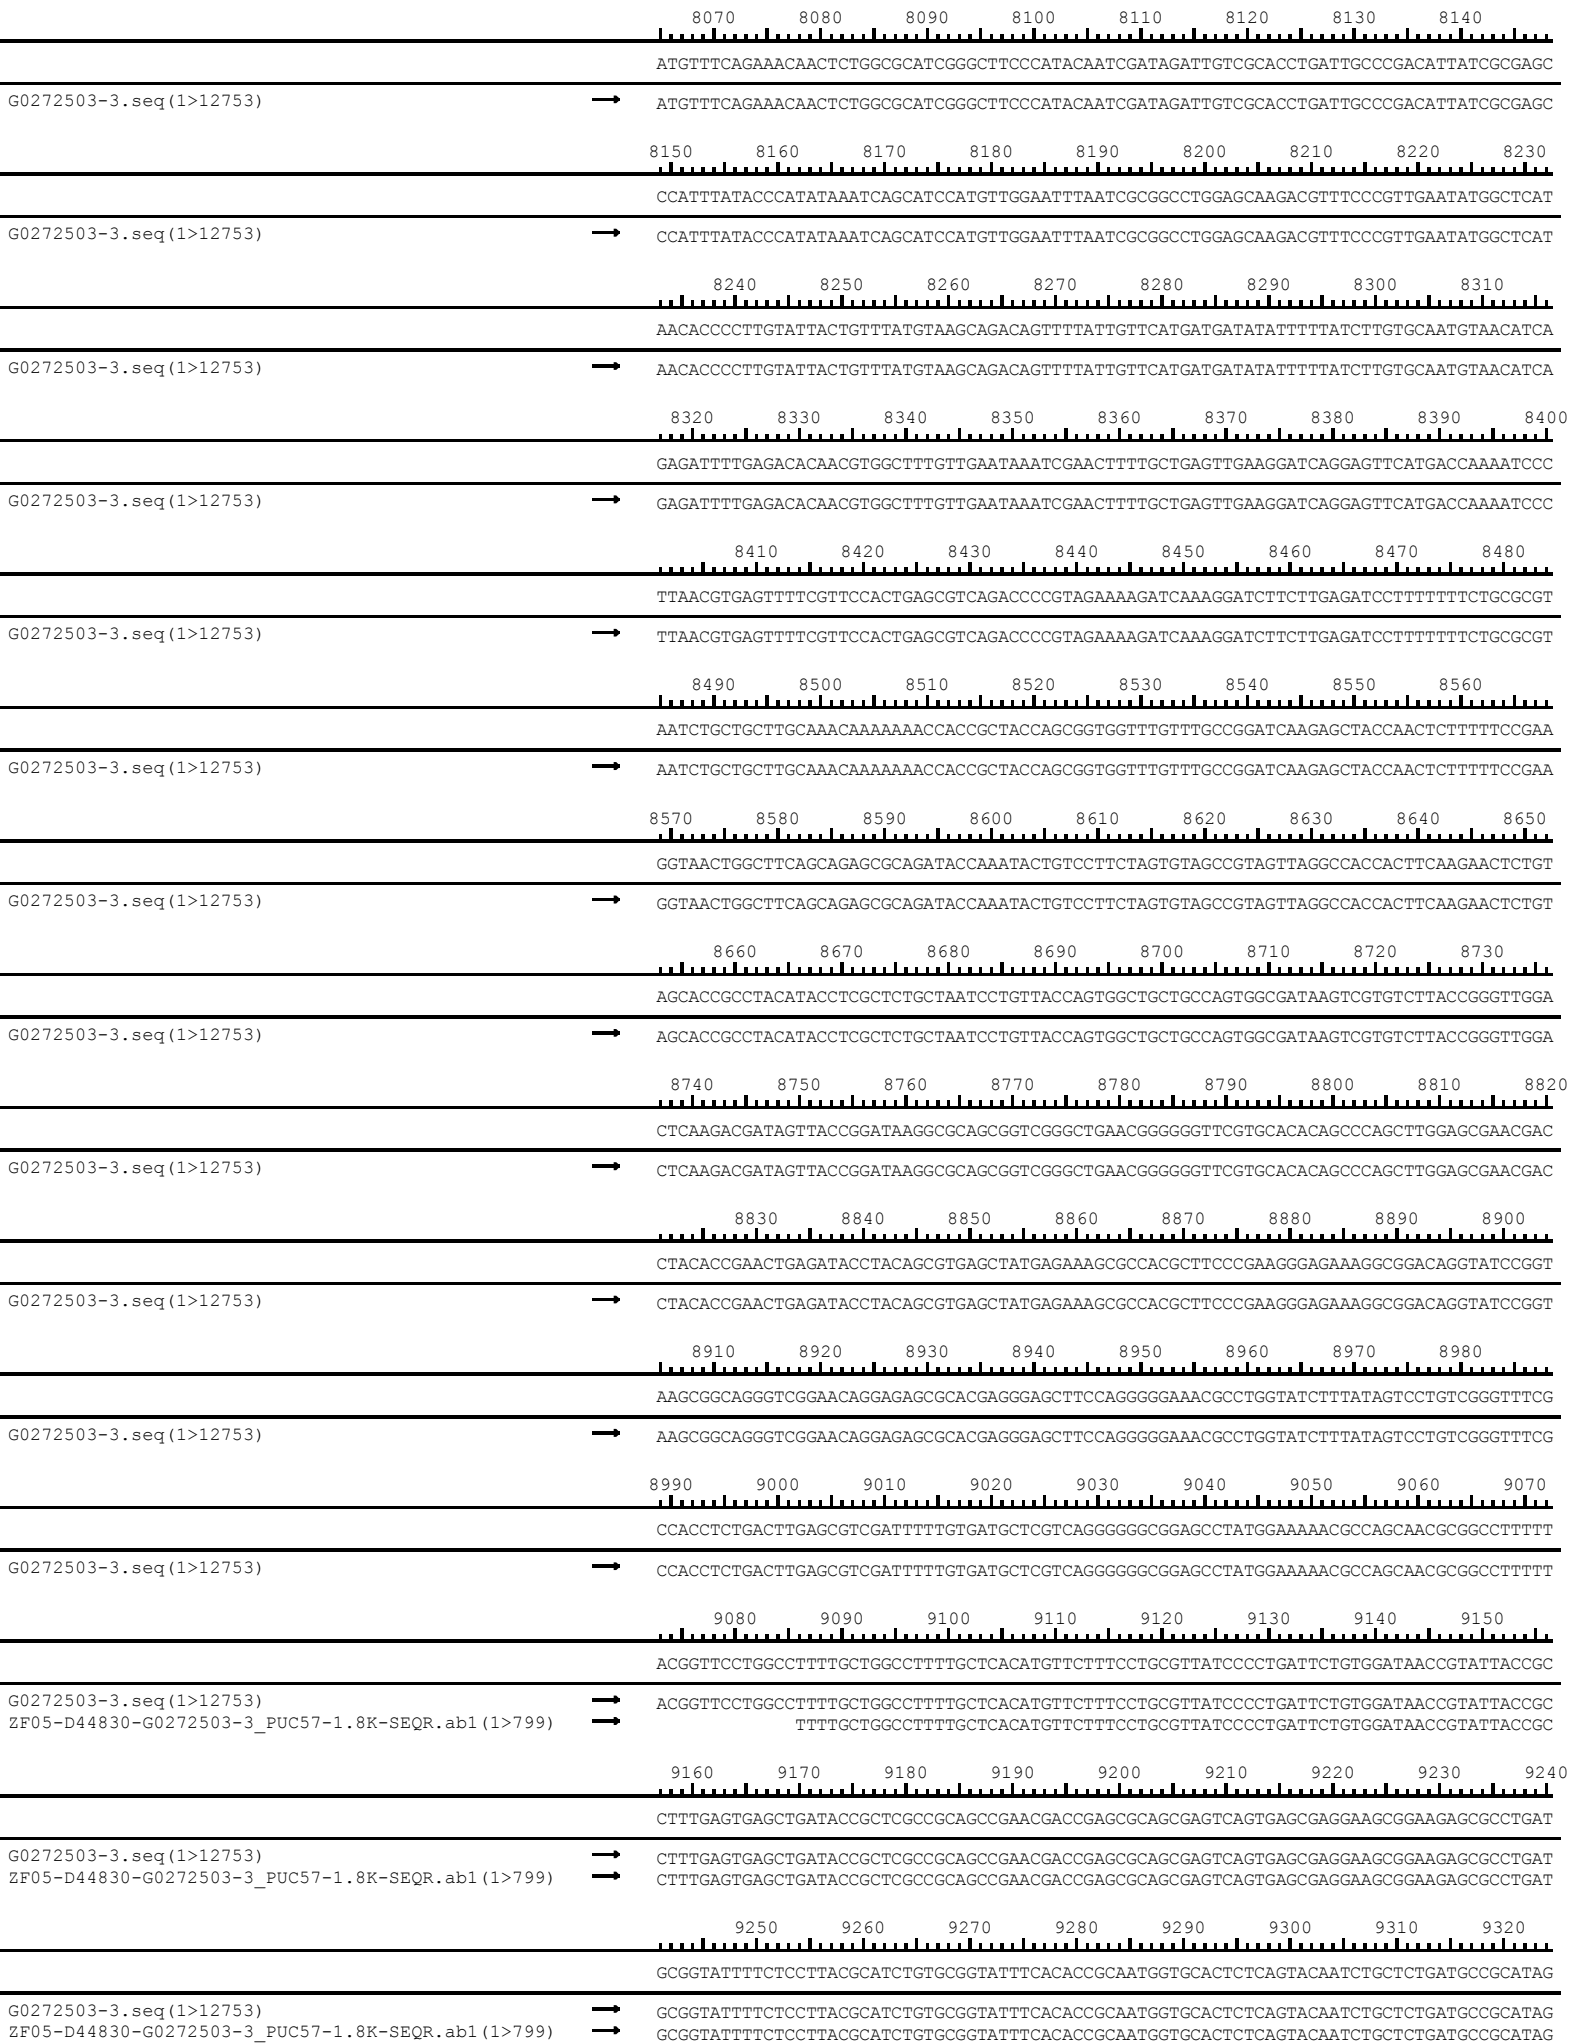 8070 8080 8090 8100 8110 8120 8130 8140
ATGTTTCAGAAACAACTCTGGCGCATCGGGCTTCCCATACAATCGATAGATTGTCGCACCTGATTGCCCGACATTATCGCGAGC
G0272503-3.seq(1>12753) → ATGTTTCAGAAACAACTCTGGCGCATCGGGCTTCCCATACAATCGATAGATTGTCGCACCTGATTGCCCGACATTATCGCGAGC
8150 8160 8170 8180 8190 8200 8210 8220 8230
CCATTTATACCCATATAAATCAGCATCCATGTTGGAATTTAATCGCGGCCTGGAGCAAGACGTTTCCCGTTGAATATGGCTCAT
G0272503-3.seq(1>12753) → CCATTTATACCCATATAAATCAGCATCCATGTTGGAATTTAATCGCGGCCTGGAGCAAGACGTTTCCCGTTGAATATGGCTCAT
8240 8250 8260 8270 8280 8290 8300 8310
AACACCCCTTGTATTACTGTTTATGTAAGCAGACAGTTTTATTGTTCATGATGATATATTTTTATCTTGTGCAATGTAACATCA
G0272503-3.seq(1>12753) → AACACCCCTTGTATTACTGTTTATGTAAGCAGACAGTTTTATTGTTCATGATGATATATTTTTATCTTGTGCAATGTAACATCA
8320 8330 8340 8350 8360 8370 8380 8390 8400
GAGATTTTGAGACACAACGTGGCTTTGTTGAATAAATCGAACTTTTGCTGAGTTGAAGGATCAGGAGTTCATGACCAAAATCCC
G0272503-3.seq(1>12753) → GAGATTTTGAGACACAACGTGGCTTTGTTGAATAAATCGAACTTTTGCTGAGTTGAAGGATCAGGAGTTCATGACCAAAATCCC
8410 8420 8430 8440 8450 8460 8470 8480
TTAACGTGAGTTTTCGTTCCACTGAGCGTCAGACCCCGTAGAAAAGATCAAAGGATCTTCTTGAGATCCTTTTTTTCTGCGCGT
G0272503-3.seq(1>12753) → TTAACGTGAGTTTTCGTTCCACTGAGCGTCAGACCCCGTAGAAAAGATCAAAGGATCTTCTTGAGATCCTTTTTTTCTGCGCGT
8490 8500 8510 8520 8530 8540 8550 8560
AATCTGCTGCTTGCAAACAAAAAAACCACCGCTACCAGCGGTGGTTTGTTTGCCGGATCAAGAGCTACCAACTCTTTTTCCGAA
G0272503-3.seq(1>12753) → AATCTGCTGCTTGCAAACAAAAAAACCACCGCTACCAGCGGTGGTTTGTTTGCCGGATCAAGAGCTACCAACTCTTTTTCCGAA
8570 8580 8590 8600 8610 8620 8630 8640 8650
GGTAACTGGCTTCAGCAGAGCGCAGATACCAAATACTGTCCTTCTAGTGTAGCCGTAGTTAGGCCACCACTTCAAGAACTCTGT
G0272503-3.seq(1>12753) → GGTAACTGGCTTCAGCAGAGCGCAGATACCAAATACTGTCCTTCTAGTGTAGCCGTAGTTAGGCCACCACTTCAAGAACTCTGT
8660 8670 8680 8690 8700 8710 8720 8730
AGCACCGCCTACATACCTCGCTCTGCTAATCCTGTTACCAGTGGCTGCTGCCAGTGGCGATAAGTCGTGTCTTACCGGGTTGGA
G0272503-3.seq(1>12753) → AGCACCGCCTACATACCTCGCTCTGCTAATCCTGTTACCAGTGGCTGCTGCCAGTGGCGATAAGTCGTGTCTTACCGGGTTGGA
8740 8750 8760 8770 8780 8790 8800 8810 8820
CTCAAGACGATAGTTACCGGATAAGGCGCAGCGGTCGGGCTGAACGGGGGGTTCGTGCACACAGCCCAGCTTGGAGCGAACGAC
G0272503-3.seq(1>12753) → CTCAAGACGATAGTTACCGGATAAGGCGCAGCGGTCGGGCTGAACGGGGGGTTCGTGCACACAGCCCAGCTTGGAGCGAACGAC
8830 8840 8850 8860 8870 8880 8890 8900
CTACACCGAACTGAGATACCTACAGCGTGAGCTATGAGAAAGCGCCACGCTTCCCGAAGGGAGAAAGGCGGACAGGTATCCGGT
G0272503-3.seq(1>12753) → CTACACCGAACTGAGATACCTACAGCGTGAGCTATGAGAAAGCGCCACGCTTCCCGAAGGGAGAAAGGCGGACAGGTATCCGGT
8910 8920 8930 8940 8950 8960 8970 8980
AAGCGGCAGGGTCGGAACAGGAGAGCGCACGAGGGAGCTTCCAGGGGGAAACGCCTGGTATCTTTATAGTCCTGTCGGGTTTCG
G0272503-3.seq(1>12753) → AAGCGGCAGGGTCGGAACAGGAGAGCGCACGAGGGAGCTTCCAGGGGGAAACGCCTGGTATCTTTATAGTCCTGTCGGGTTTCG
8990 9000 9010 9020 9030 9040 9050 9060 9070
CCACCTCTGACTTGAGCGTCGATTTTTGTGATGCTCGTCAGGGGGGCGGAGCCTATGGAAAAACGCCAGCAACGCGGCCTTTTT
G0272503-3.seq(1>12753) → CCACCTCTGACTTGAGCGTCGATTTTTGTGATGCTCGTCAGGGGGGCGGAGCCTATGGAAAAACGCCAGCAACGCGGCCTTTTT
9080 9090 9100 9110 9120 9130 9140 9150
ACGGTTCCTGGCCTTTTGCTGGCCTTTTGCTCACATGTTCTTTCCTGCGTTATCCCCTGATTCTGTGGATAACCGTATTACCGC
G0272503-3.seq(1>12753) → ACGGTTCCTGGCCTTTTGCTGGCCTTTTGCTCACATGTTCTTTCCTGCGTTATCCCCTGATTCTGTGGATAACCGTATTACCGC
ZF05-D44830-G0272503-3_PUC57-1.8K-SEQR.ab1(1>799) → TTTTGCTGGCCTTTTGCTCACATGTTCTTTCCTGCGTTATCCCCTGATTCTGTGGATAACCGTATTACCGC
9160 9170 9180 9190 9200 9210 9220 9230 9240
CTTTGAGTGAGCTGATACCGCTCGCCGCAGCCGAACGACCGAGCGCAGCGAGTCAGTGAGCGAGGAAGCGGAAGAGCGCCTGAT
G0272503-3.seq(1>12753) → CTTTGAGTGAGCTGATACCGCTCGCCGCAGCCGAACGACCGAGCGCAGCGAGTCAGTGAGCGAGGAAGCGGAAGAGCGCCTGAT
ZF05-D44830-G0272503-3_PUC57-1.8K-SEQR.ab1(1>799) → CTTTGAGTGAGCTGATACCGCTCGCCGCAGCCGAACGACCGAGCGCAGCGAGTCAGTGAGCGAGGAAGCGGAAGAGCGCCTGAT
9250 9260 9270 9280 9290 9300 9310 9320
GCGGTATTTTCTCCTTACGCATCTGTGCGGTATTTCACACCGCAATGGTGCACTCTCAGTACAATCTGCTCTGATGCCGCATAG
G0272503-3.seq(1>12753) → GCGGTATTTTCTCCTTACGCATCTGTGCGGTATTTCACACCGCAATGGTGCACTCTCAGTACAATCTGCTCTGATGCCGCATAG
ZF05-D44830-G0272503-3_PUC57-1.8K-SEQR.ab1(1>799) → GCGGTATTTTCTCCTTACGCATCTGTGCGGTATTTCACACCGCAATGGTGCACTCTCAGTACAATCTGCTCTGATGCCGCATAG